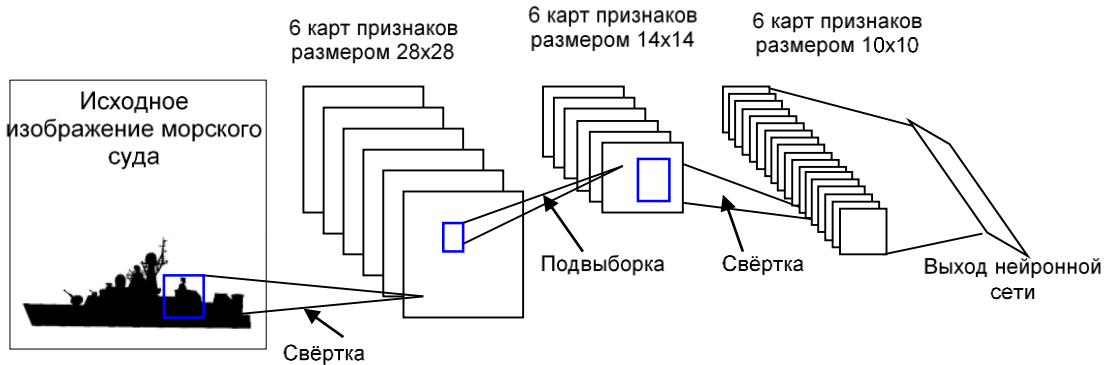 6 карт признаков
размером 28x28
6 карт признаков
размером 14x14
6 карт признаков
размером 10x10
Исходное
изображение морского
суда
Подвыборка
Свёртка
Выход нейронной
сети
Свёртка